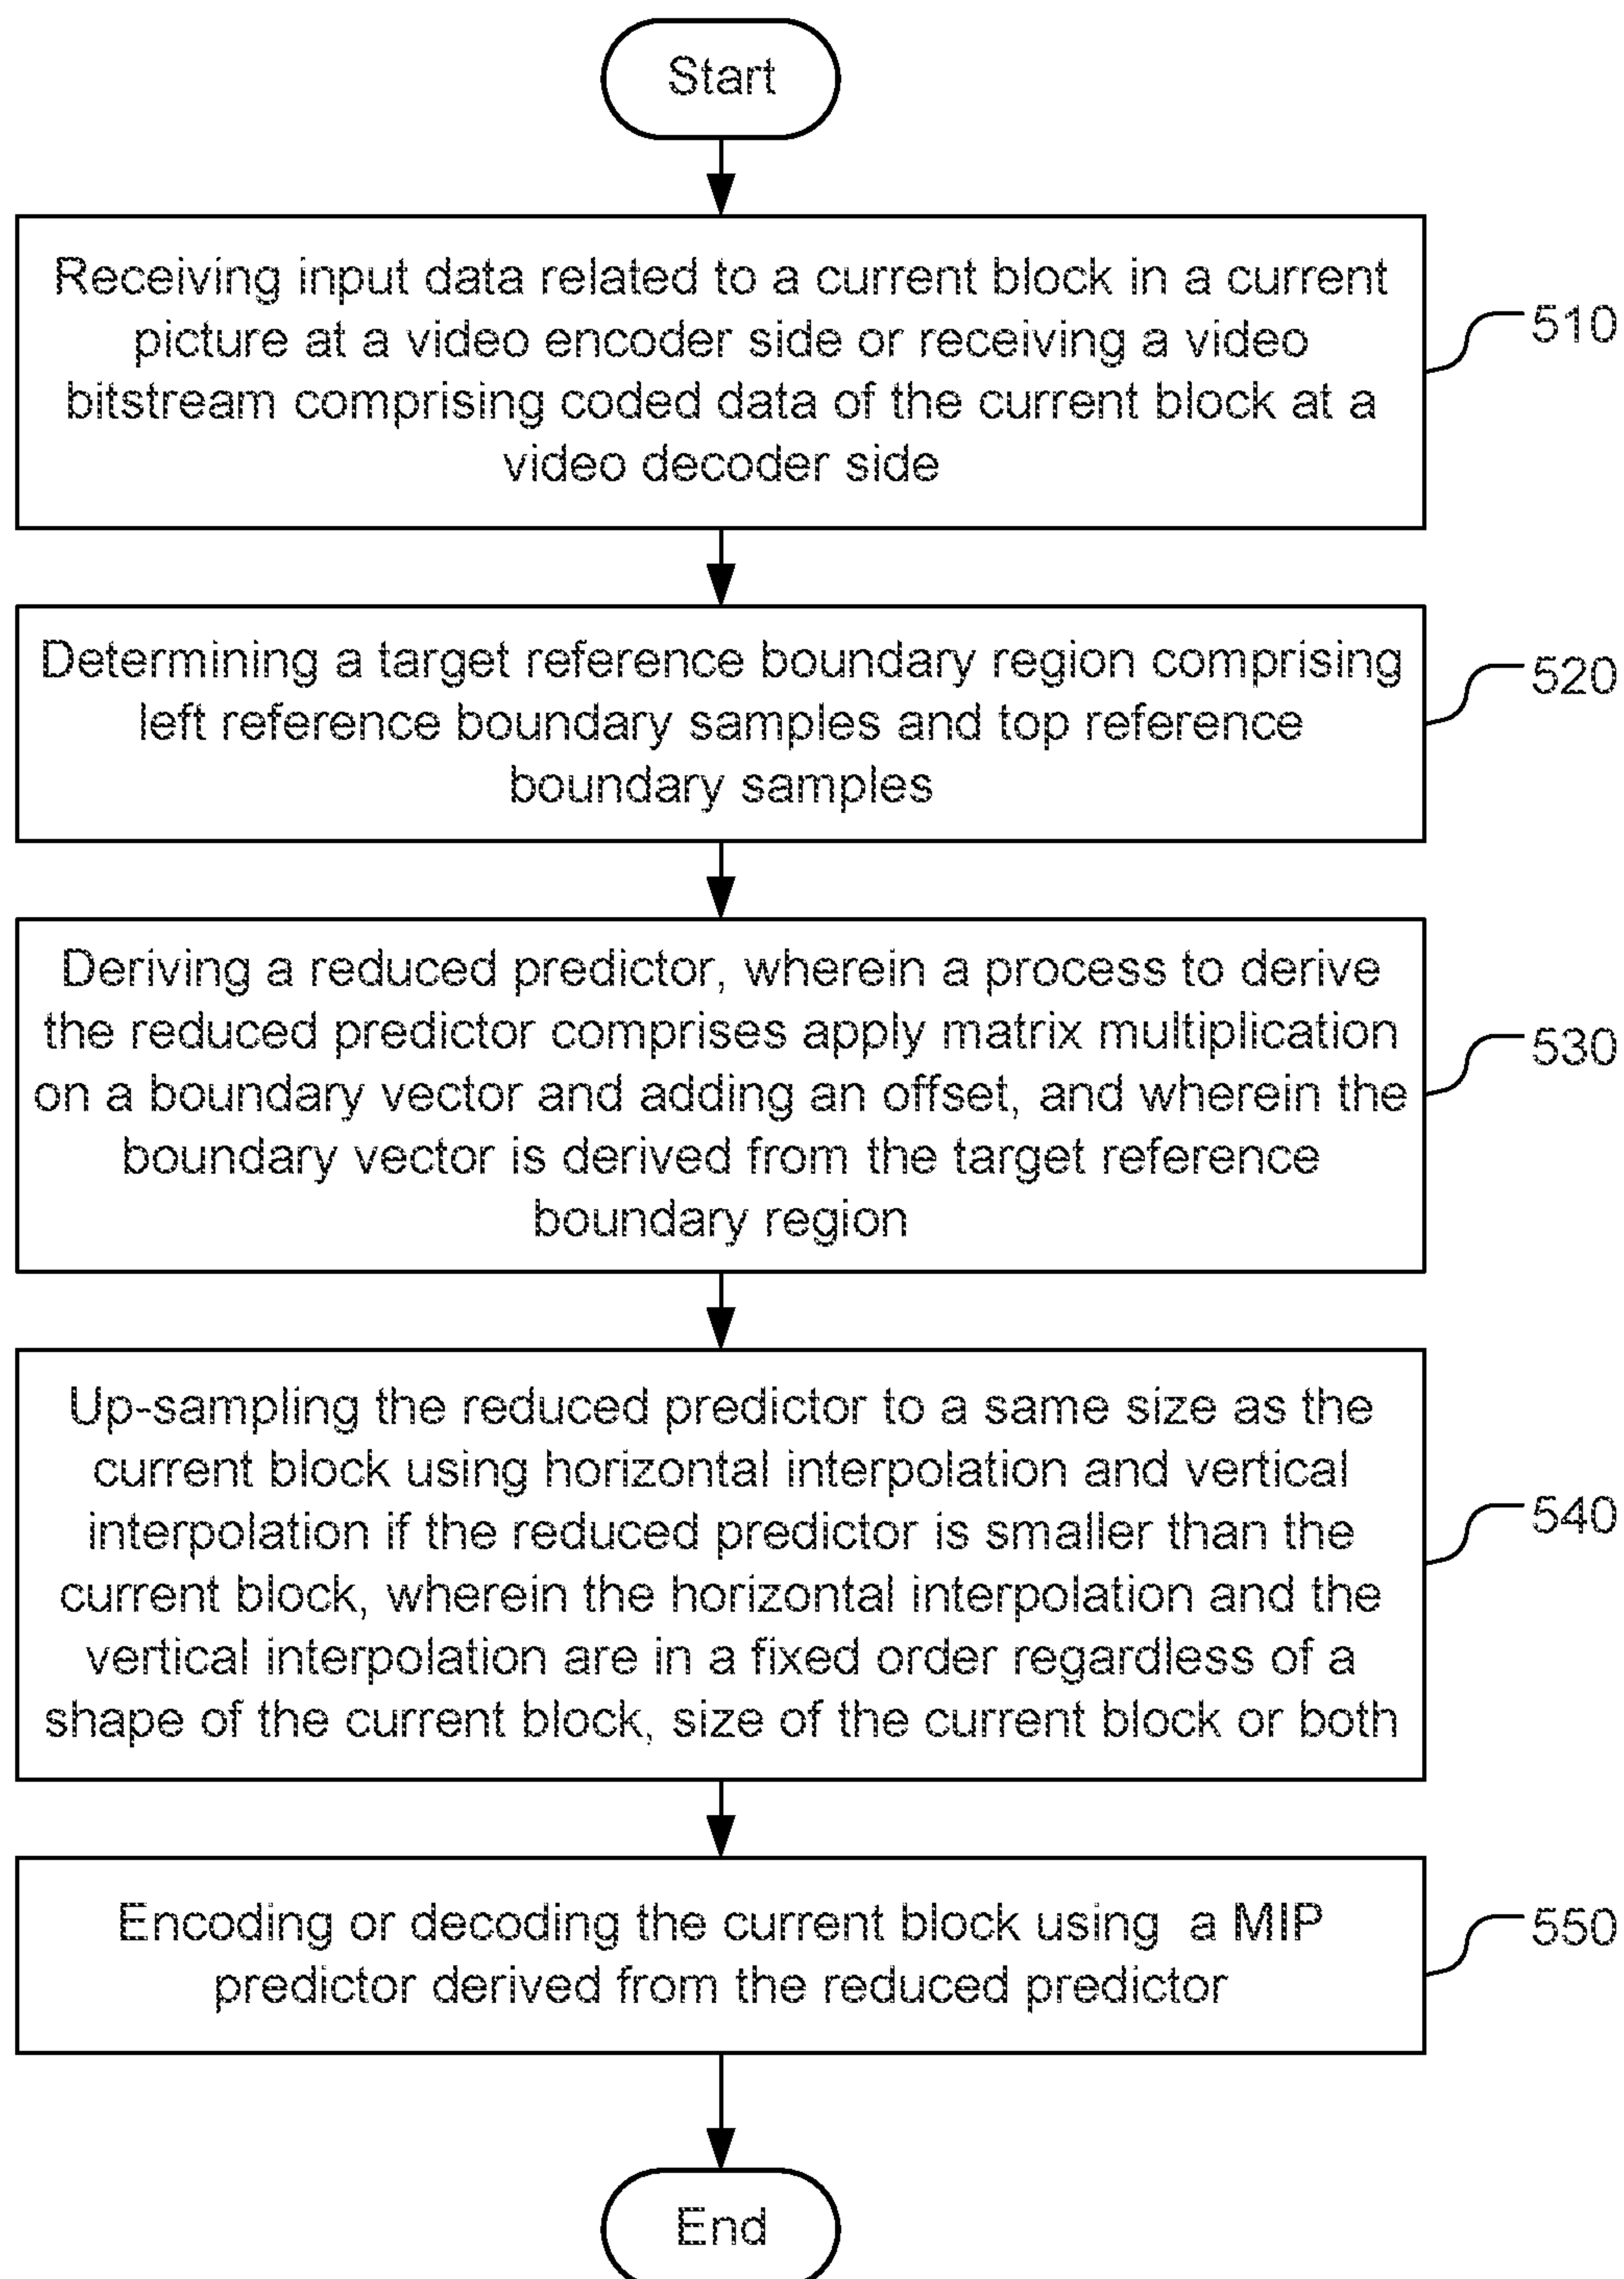 Start
Receiving input data related to a current block in a current
picture at a video encoder side or receiving a video
bitstream comprising coded data of the current block at a
video decoder side
510
Determining a target reference boundary region comprising
left reference boundary samples and top reference
boundary samples
520
Deriving a reduced predictor, wherein a process to derive
the reduced predictor comprises apply matrix multiplication
on a boundary vector and adding an offset, and wherein the
boundary vector is derived from the target reference
boundary region
530
Up-sampling the reduced predictor to a same size as the
current block using horizontal interpolation and vertical
interpolation if the reduced predictor is smaller than the
current block, wherein the horizontal interpolation and the
vertical interpolation are in a fixed order regardless of a
shape of the current block, size of the current block or both
540
Encoding or decoding the current block using a MIP
predictor derived from the reduced predictor
550
End